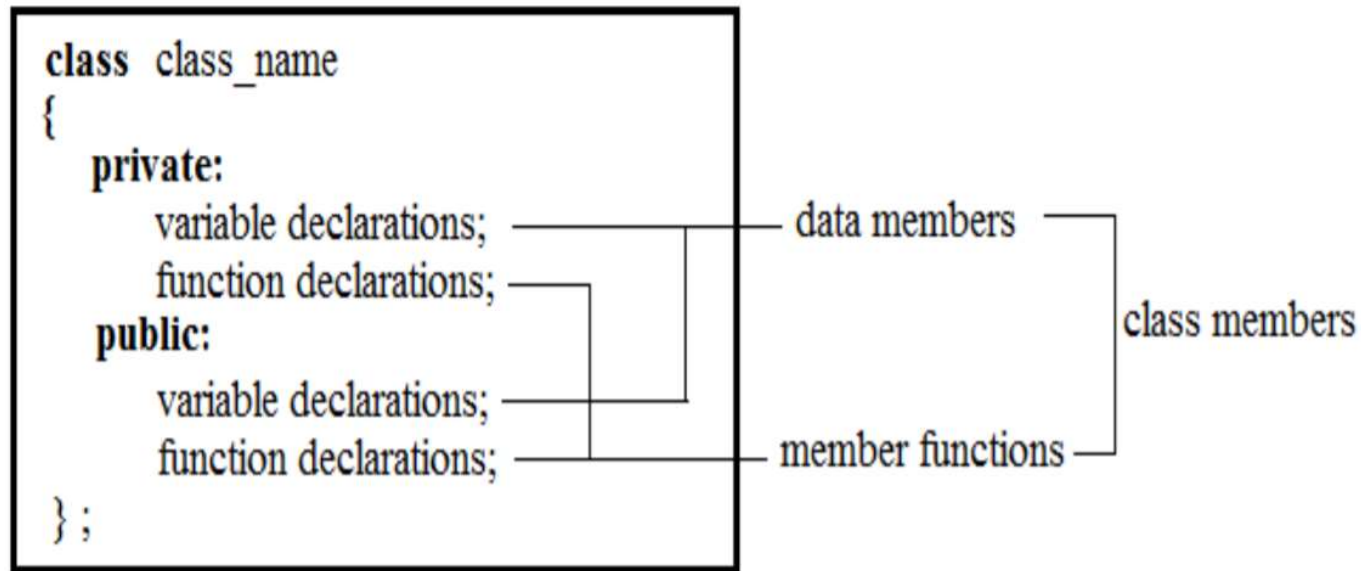 class class_name
{
private:
variable declarations;
function declarations;
public:
variable declarations;
function declarations;
} ;
data members
member functions
class members